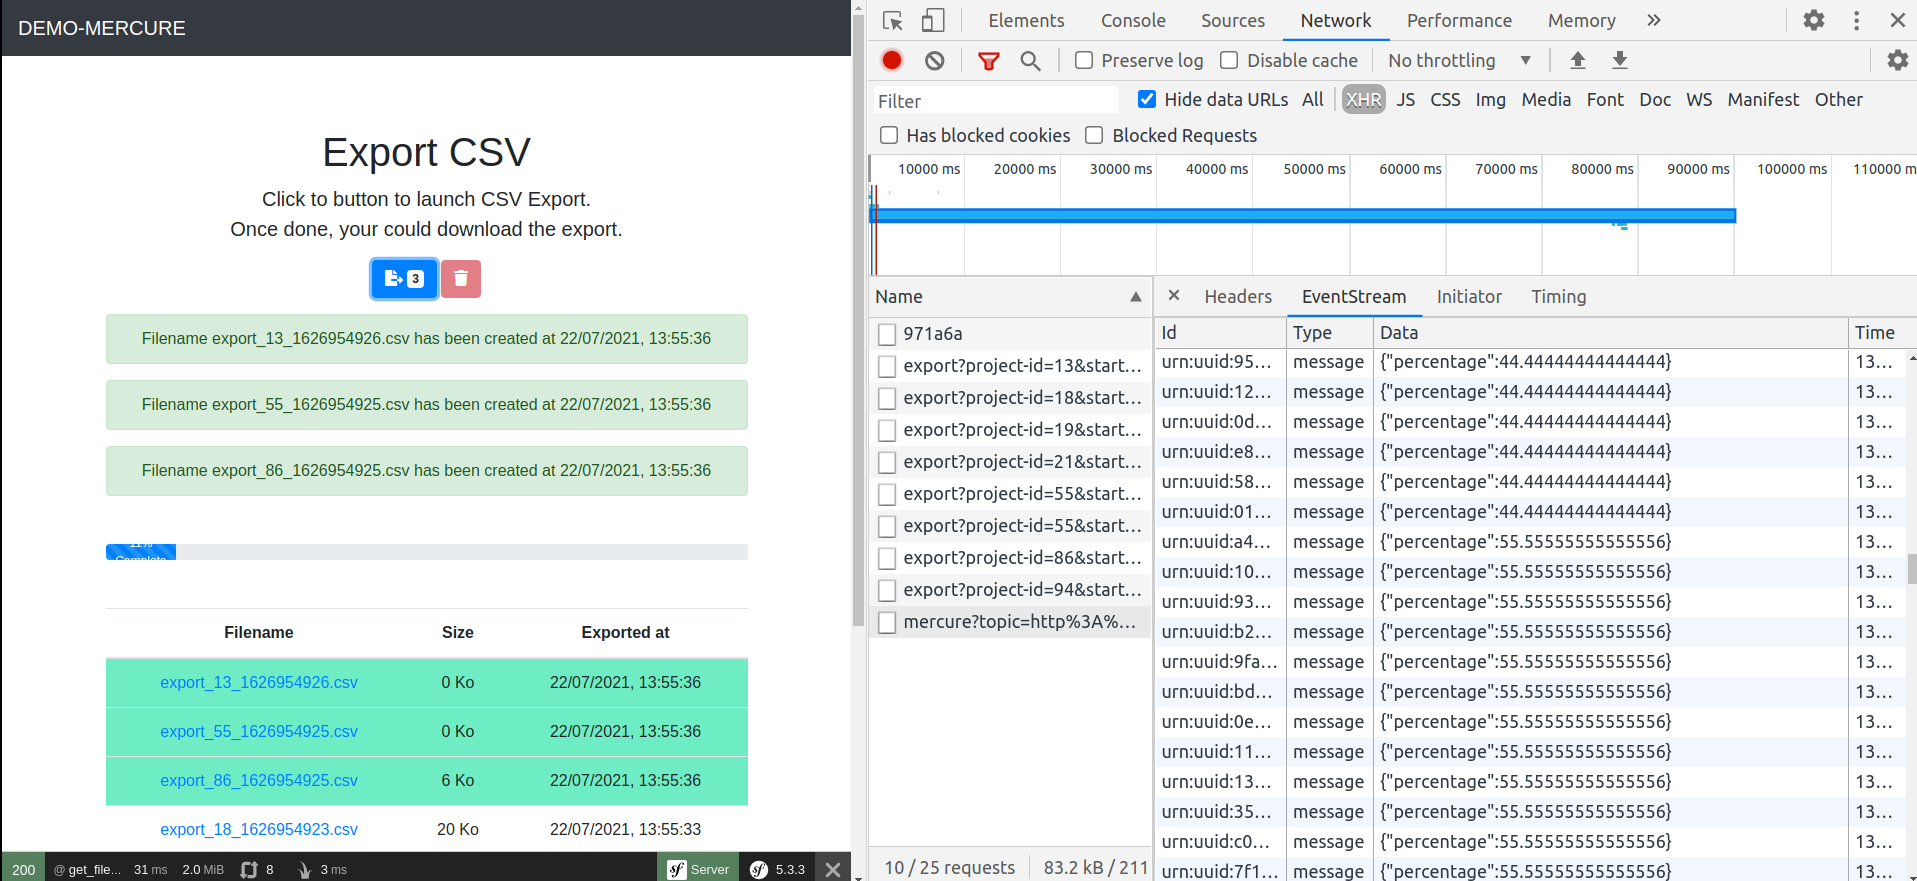 DEMO-MERCURE
Export CSV
Click to button to launch CSV Export.
Once done, your could download the export.
3
Filename export_13_1626954926.csv has been created at 22/07/2021, 13:55:36
Filename export_55_1626954925.csv has been created at 22/07/2021, 13:55:36
Filename export_86_1626954925.csv has been created at 22/07/2021, 13:55:36
11%
Complete
Filename Size Exported at
export_13_1626954926.csv 0 Ko 22/07/2021, 13:55:36
export_55_1626954925.csv 0 Ko 22/07/2021, 13:55:36
export_86_1626954925.csv 6 Ko 22/07/2021, 13:55:36
export_18_1626954923.csv 20 Ko 22/07/2021, 13:55:33
200 @ get_file... 31 ms 2.0 MiB 8 3 ms sf Server sf 5.3.3
Elements Console Sources Network Performance Memory
Preserve log Disable cache No throttling
Filter Hide data URLs All XHR JS CSS Img Media Font Doc WS Manifest Other
Has blocked cookies Blocked Requests
10000 ms 20000 ms 30000 ms 40000 ms 50000 ms 60000 ms 70000 ms 80000 ms 90000 ms 100000 ms 110000 m
Name
971a6a
export?project-id=13&start...
export?project-id=18&start...
export?project-id=19&start...
export?project-id=21&start...
export?project-id=55&start...
export?project-id=55&start...
export?project-id=86&start...
export?project-id=94&start...
mercure?topic=http%3A%...
10 / 25 requests 83.2 kB / 211
Headers EventStream Initiator Timing
Id Type Data Time
urn:uuid:95... message {"percentage":44.44444444444444} 13...
urn:uuid:12... message {"percentage":44.44444444444444} 13...
urn:uuid:0d... message {"percentage":44.44444444444444} 13...
urn:uuid:e8... message {"percentage":44.44444444444444} 13...
urn:uuid:58... message {"percentage":44.44444444444444} 13...
urn:uuid:01... message {"percentage":44.44444444444444} 13...
urn:uuid:a4... message {"percentage":55.55555555555556} 13...
urn:uuid:10... message {"percentage":55.55555555555556} 13...
urn:uuid:93... message {"percentage":55.55555555555556} 13...
urn:uuid:b2... message {"percentage":55.55555555555556} 13...
urn:uuid:9fa... message {"percentage":55.55555555555556} 13...
urn:uuid:bd... message {"percentage":55.55555555555556} 13...
urn:uuid:0e... message {"percentage":55.55555555555556} 13...
urn:uuid:11... message {"percentage":55.55555555555556} 13...
urn:uuid:13... message {"percentage":55.55555555555556} 13...
urn:uuid:35... message {"percentage":55.55555555555556} 13...
urn:uuid:c0... message {"percentage":55.55555555555556} 13...
urn:uuid:7f1... message {"percentage":55.55555555555556} 13...